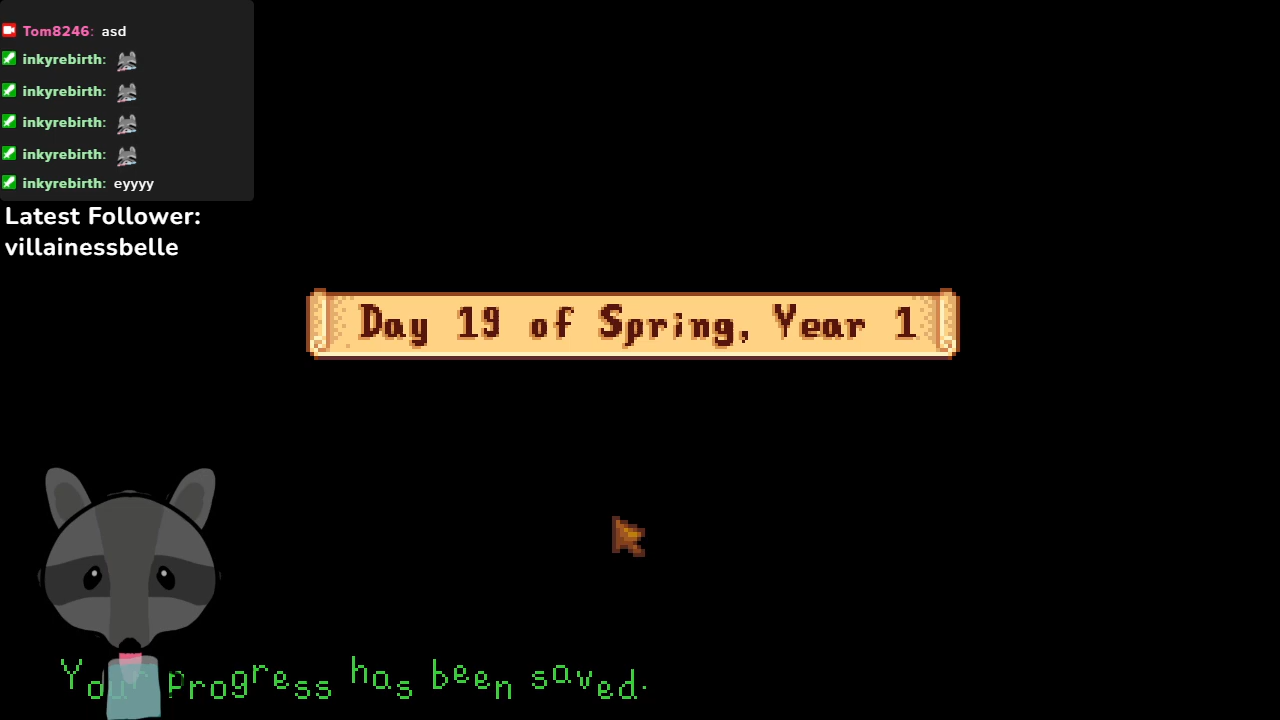 Tom8246: asd
inkyrebirth:
inkyrebirth:
inkyrebirth:
inkyrebirth:
inkyrebirth: eyyyy
Latest Follower:
villainessbelle
Day 19 of Spring, Year 1
Your progress has been saved.